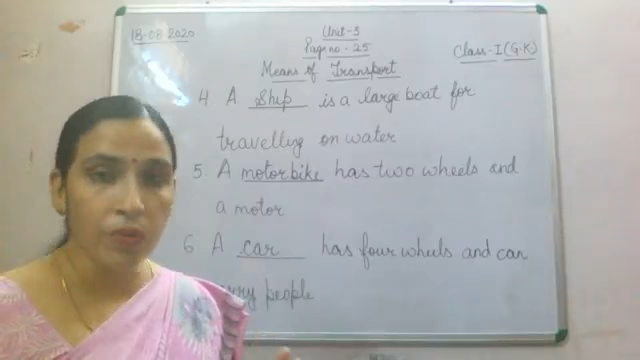 18-08-2020
Unit-5
Page no.-25
Class-I (G.K)
Means of Transport
4 A Ship is a large boat for
travelling on water
5. A motorbike has two wheels and
a motor
6 A car has four wheels and can
people